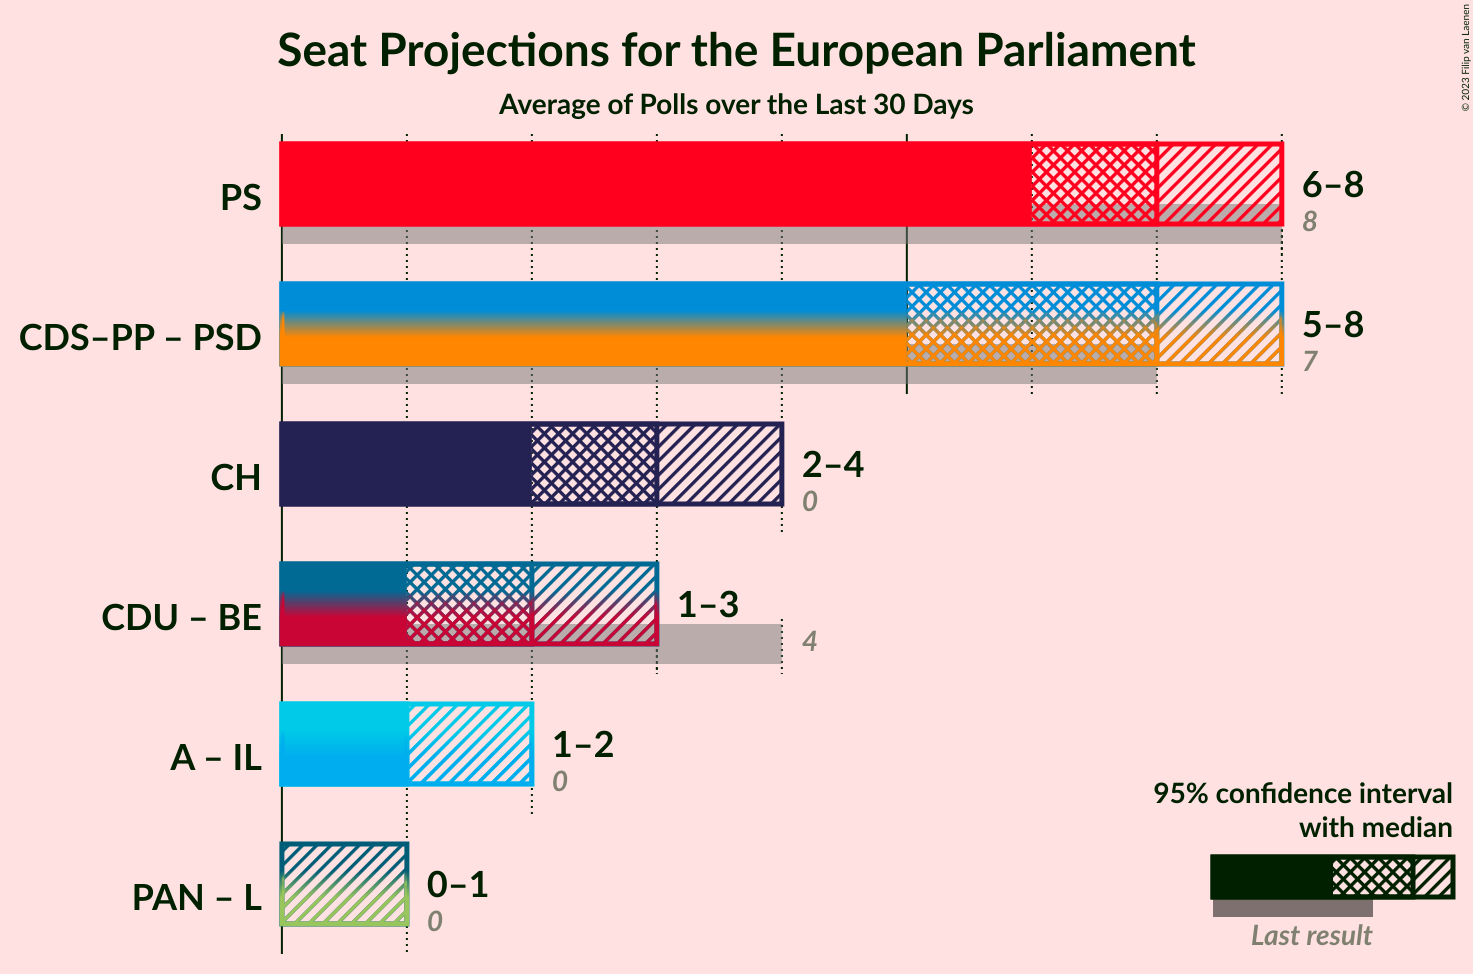 Seat Projections for the European Parliament
Average of Polls over the Last 30 Days
© 2023 Filip van Laenen
PS
6–8
8
CDS–PP – PSD
5–8
7
CH
2–4
0
CDU – BE
1–3
4
A – IL
1–2
0
PAN – L
0–1
0
95% confidence interval
with median
Last result